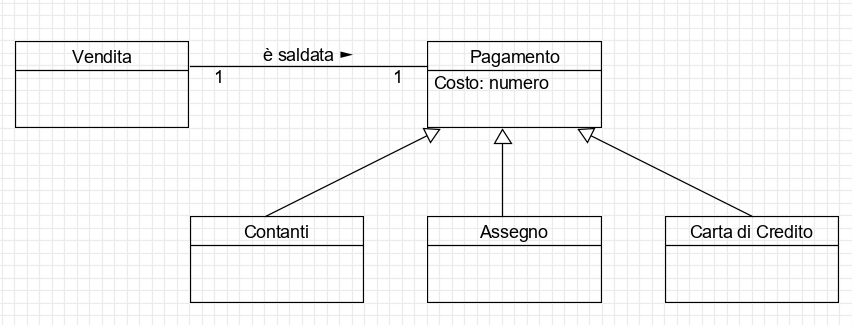 Vendita
è saldata ►
1
1
Pagamento
Costo: numero
Contanti
Assegno
Carta di Credito